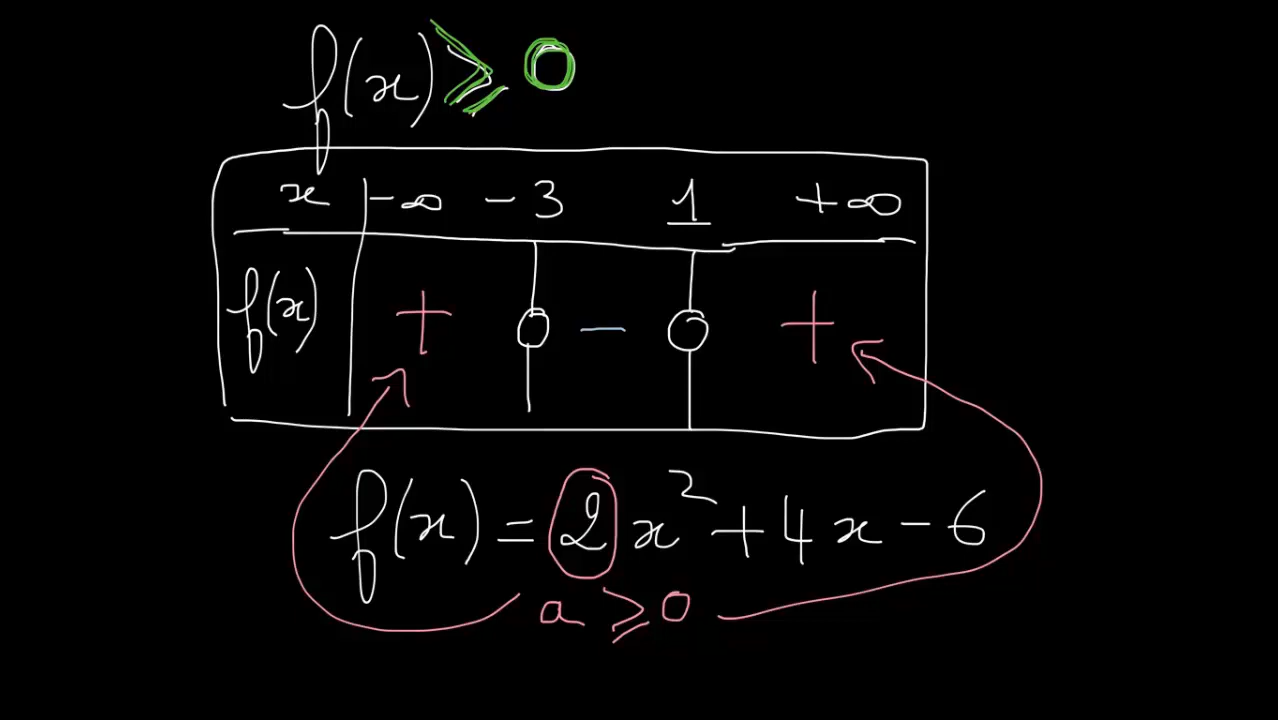 f(x) ⩾ 0
x -∞ -3 1 +∞
f(x) + 0 - 0 +
f(x) = 2x² + 4x - 6
a ⩾ 0